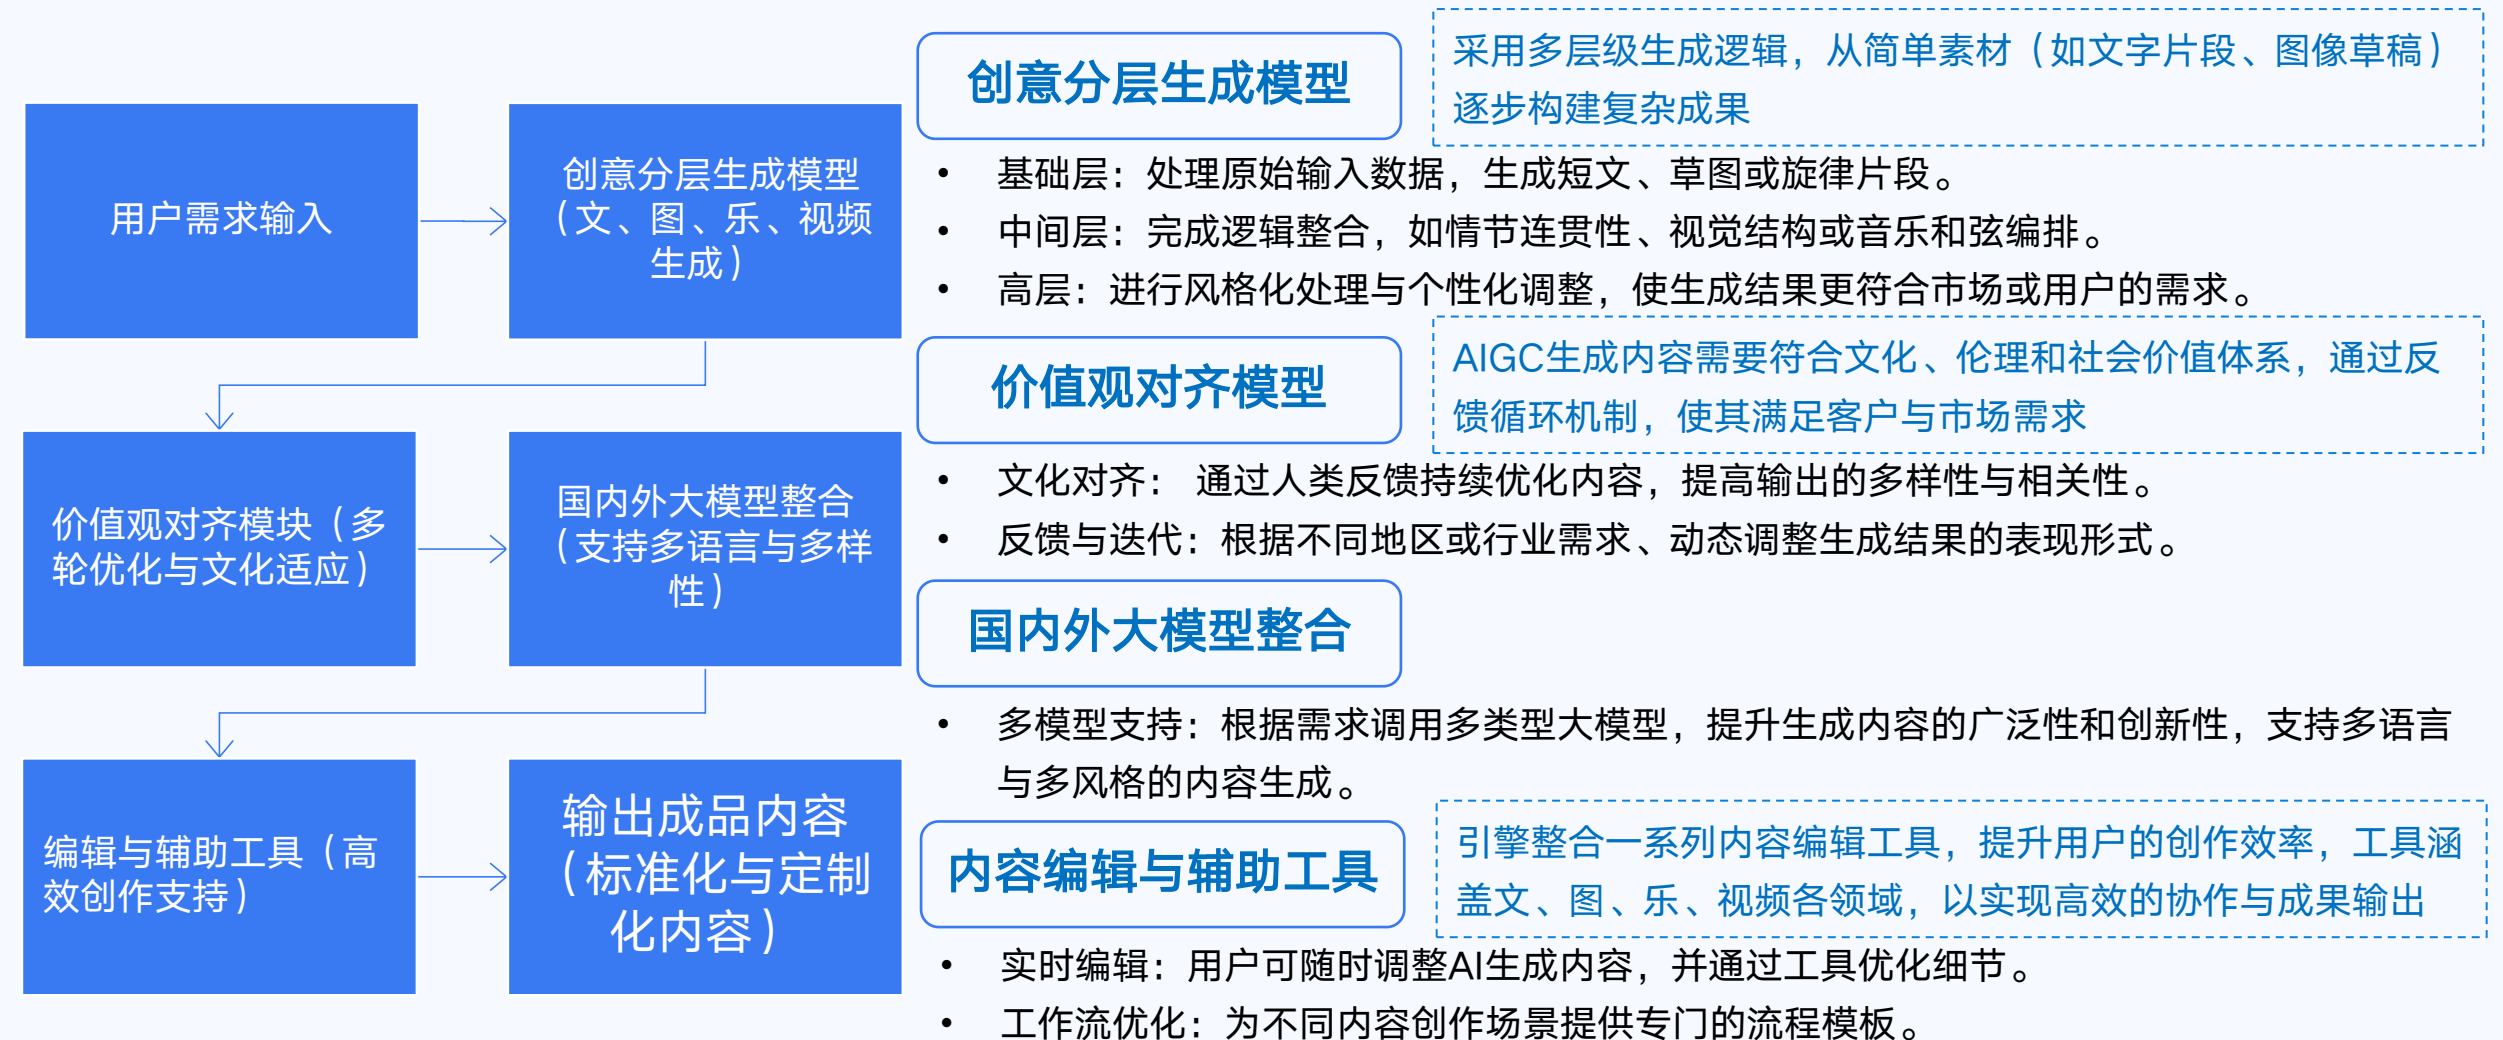 用户需求输入
创意分层生成模型
（文、图、乐、视频
生成）
价值观对齐模块（多
轮优化与文化适应）
国内外大模型整合
（支持多语言与多样
性）
编辑与辅助工具（高
效创作支持）
输出成品内容
（标准化与定制
化内容）
创意分层生成模型
采用多层级生成逻辑，从简单素材（如文字片段、图像草稿）
逐步构建复杂成果
• 基础层：处理原始输入数据，生成短文、草图或旋律片段。
• 中间层：完成逻辑整合，如情节连贯性、视觉结构或音乐和弦编排。
• 高层：进行风格化处理与个性化调整，使生成结果更符合市场或用户的需求。
价值观对齐模型
AIGC生成内容需要符合文化、伦理和社会价值体系，通过反
馈循环机制，使其满足客户与市场需求
• 文化对齐： 通过人类反馈持续优化内容，提高输出的多样性与相关性。
• 反馈与迭代：根据不同地区或行业需求、动态调整生成结果的表现形式。
国内外大模型整合
• 多模型支持：根据需求调用多类型大模型，提升生成内容的广泛性和创新性，支持多语言
与多风格的内容生成。
内容编辑与辅助工具
引擎整合一系列内容编辑工具，提升用户的创作效率，工具涵
盖文、图、乐、视频各领域，以实现高效的协作与成果输出
• 实时编辑：用户可随时调整AI生成内容，并通过工具优化细节。
• 工作流优化：为不同内容创作场景提供专门的流程模板。